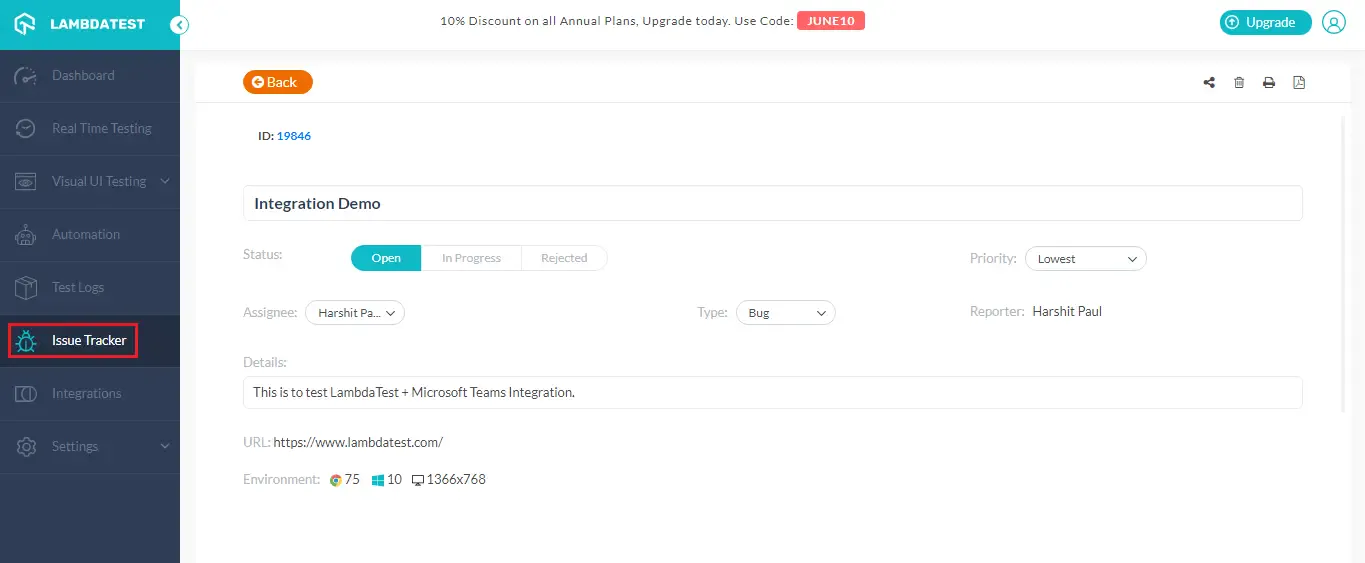 LAMBDATEST
10% Discount on all Annual Plans, Upgrade today. Use Code: JUNE10
Upgrade
Dashboard
Real Time Testing
Visual UI Testing
Automation
Test Logs
Issue Tracker
Integrations
Settings
Back
ID: 19846
Integration Demo
Status: Open In Progress Rejected Priority: Lowest
Assignee: Harshit Pa... Type: Bug Reporter: Harshit Paul
Details:
This is to test LambdaTest + Microsoft Teams Integration.
URL: https://www.lambdatest.com/
Environment: 75 10 1366x768